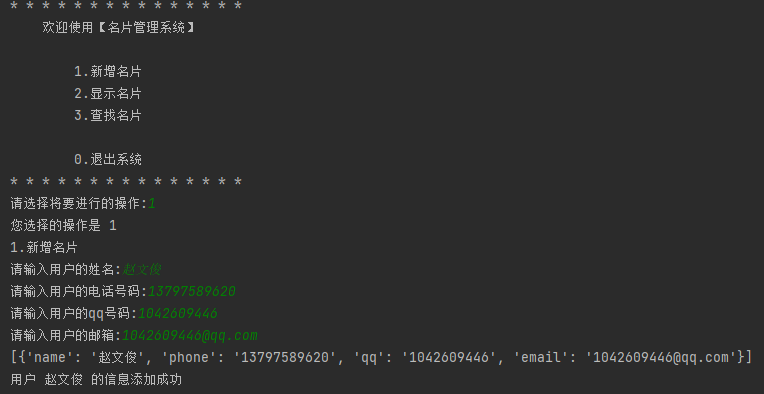 * * * * * * * * * * * * * * *
欢迎使用【名片管理系统】
1.新增名片
2.显示名片
3.查找名片
0.退出系统
* * * * * * * * * * * * * * *
请选择将要进行的操作:1
您选择的操作是 1
1.新增名片
请输入用户的姓名:赵文俊
请输入用户的电话号码:13797589620
请输入用户的qq号码:1042609446
请输入用户的邮箱:1042609446@qq.com
[{'name': '赵文俊', 'phone': '13797589620', 'qq': '1042609446', 'email': '1042609446@qq.com'}]
用户 赵文俊 的信息添加成功